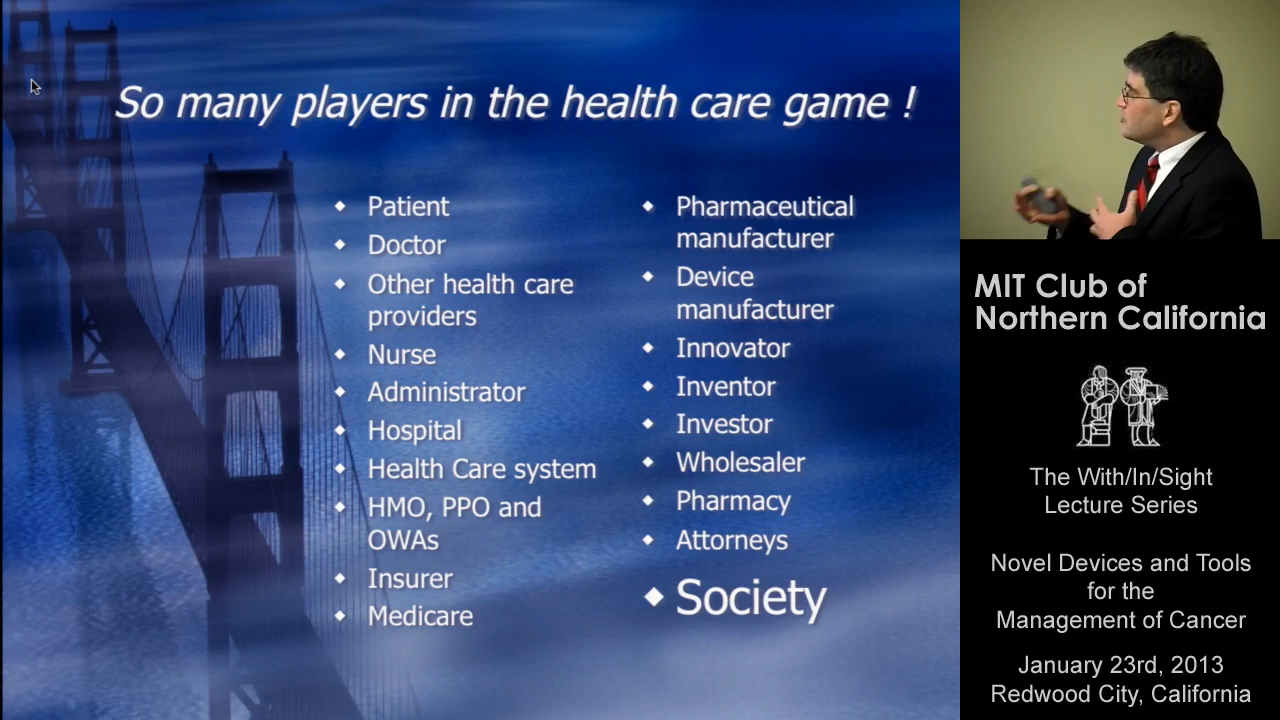 So many players in the health care game !
Patient
Doctor
Other health care
providers
Nurse
Administrator
Hospital
Health Care system
HMO, PPO and
OWAs
Insurer
Medicare
Pharmaceutical
manufacturer
Device
manufacturer
Innovator
Inventor
Investor
Wholesaler
Pharmacy
Attorneys
Society
MIT Club of
Northern California
The With/In/Sight
Lecture Series
Novel Devices and Tools
for the
Management of Cancer
January 23rd, 2013
Redwood City, California